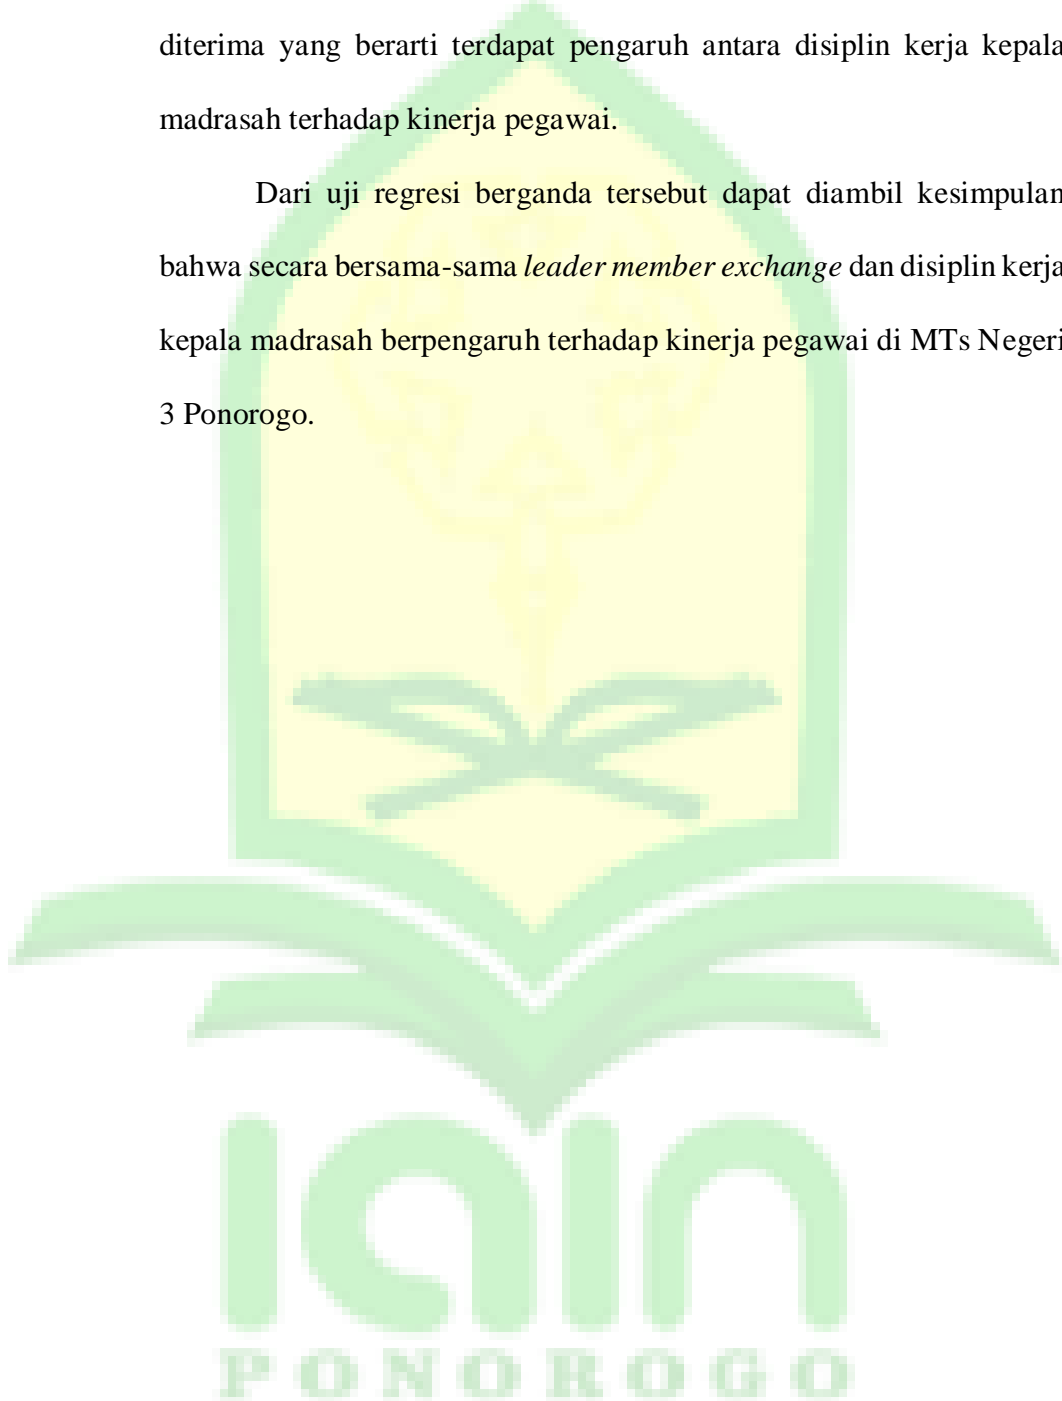 diterima yang berarti terdapat pengaruh antara disiplin kerja kepala
madrasah terhadap kinerja pegawai.
Dari uji regresi berganda tersebut dapat diambil kesimpulan
bahwa secara bersama-sama leader member exchange dan disiplin kerja
kepala madrasah berpengaruh terhadap kinerja pegawai di MTs Negeri
3 Ponorogo.
iain
PONOROGO